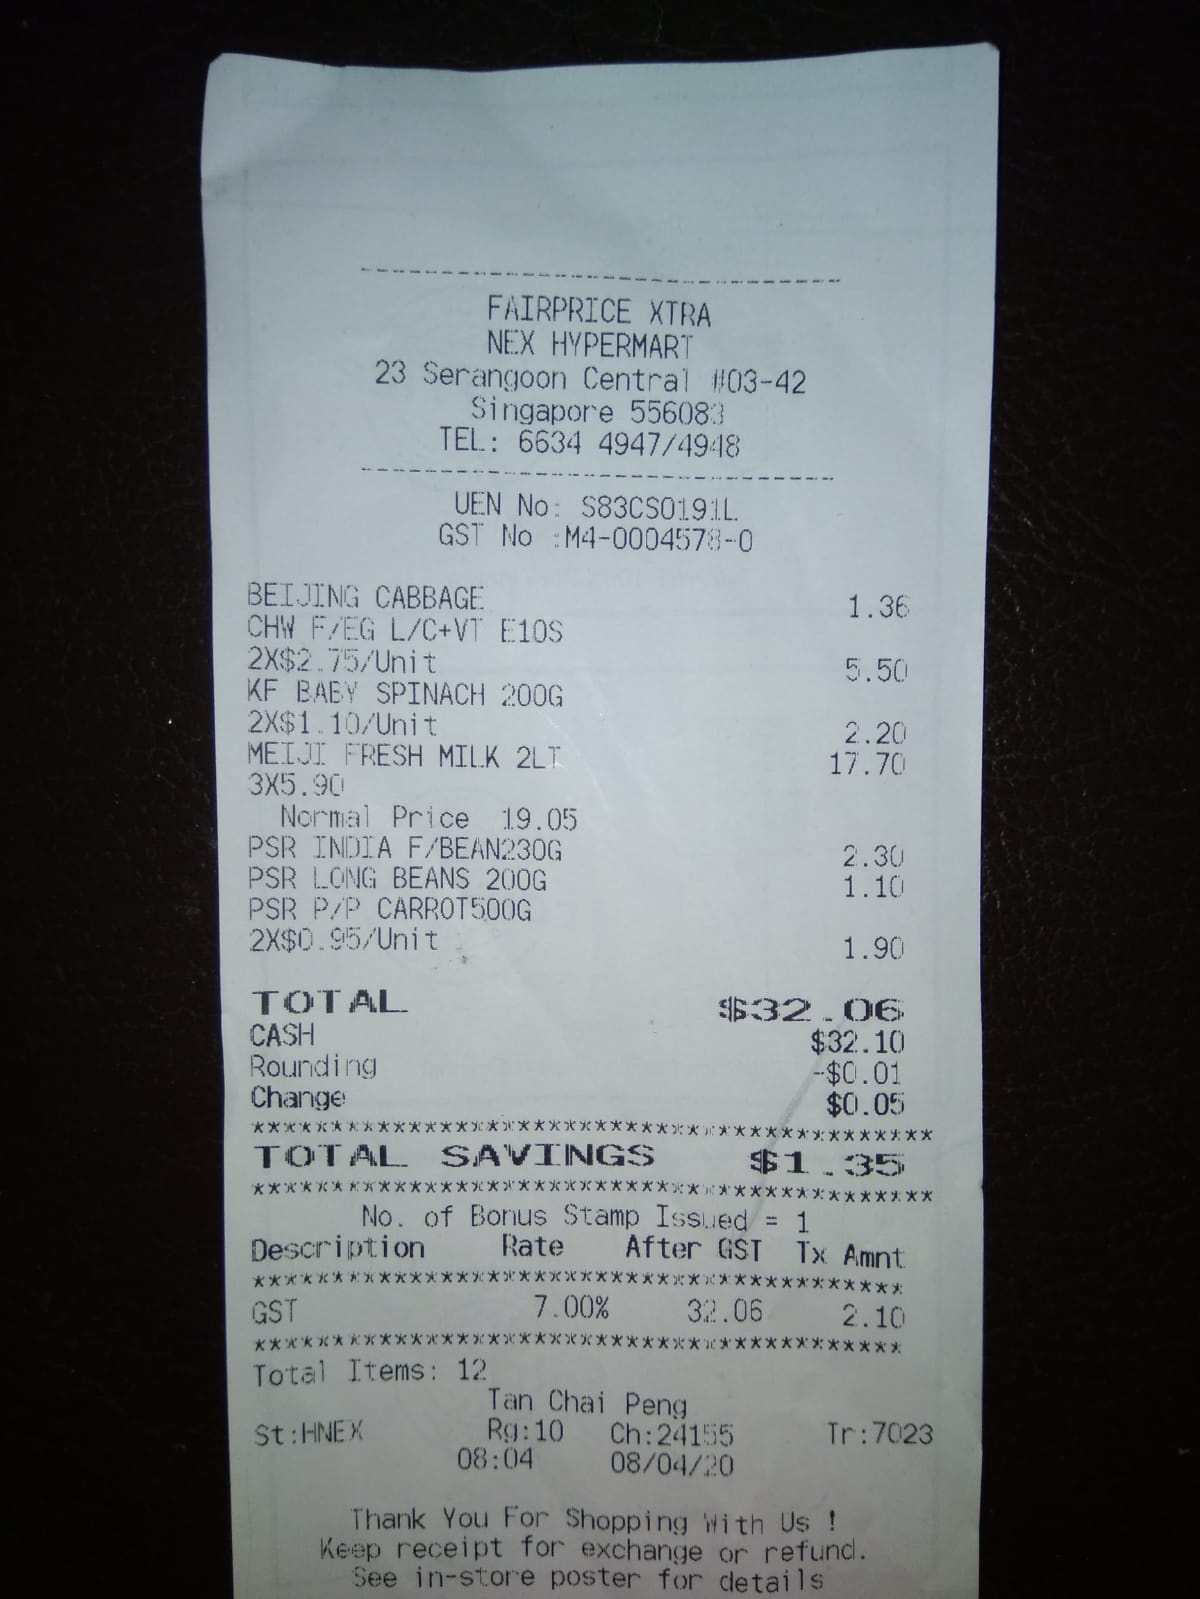 FAIRPRICE XTRA
NEX HYPERMART
23 Serangoon Central #03-42
Singapore 556083
TEL: 6634 4947/4948
UEN No: S83CS0191L
GST No :M4-0004578-0
BEIJING CABBAGE 1.36
CHW F/EG L/C+VT E10S
2X$2.75/Unit 5.50
KF BABY SPINACH 200G
2X$1.10/Unit 2.20
MEIJI FRESH MILK 2LT 17.70
3X5.90
Normal Price 19.05
PSR INDIA F/BEAN230G 2.30
PSR LONG BEANS 200G 1.10
PSR P/P CARROT500G
2X$0.95/Unit 1.90
TOTAL $32.06
CASH $32.10
Rounding -$0.01
Change $0.05
***********************************************
TOTAL SAVINGS $1.35
***********************************************
No. of Bonus Stamp Issued = 1
Description Rate After GST Tx Amnt
*********************************************
GST 7.00% 32.06 2.10
*********************************************
Total Items: 12
Tan Chai Peng
St:HNEX Rg:10 Ch:24155 Tr:7023
08:04 08/04/20
Thank You For Shopping With Us !
Keep receipt for exchange or refund.
See in-store poster for details